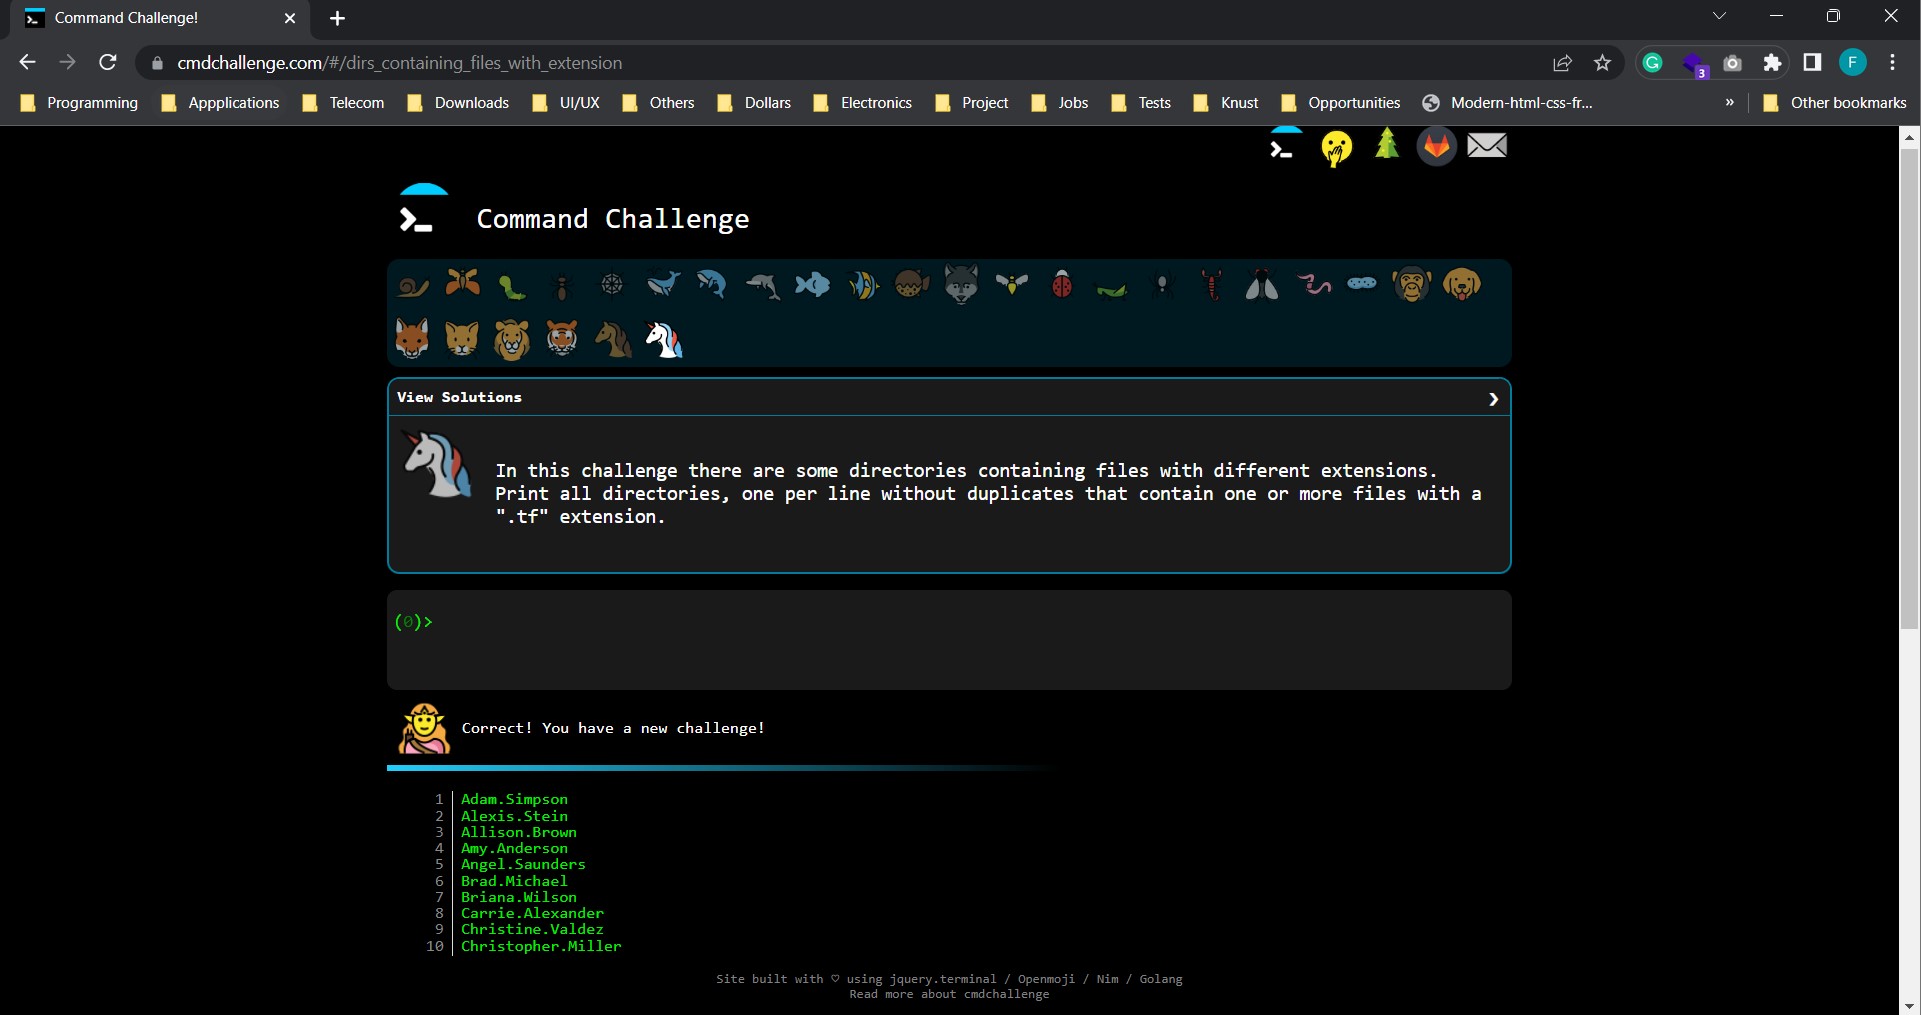 Command Challenge!
cmdchallenge.com/#/dirs_containing_files_with_extension
3
F
Programming
Appplications
Telecom
Downloads
UI/UX
Others
Dollars
Electronics
Project
Jobs
Tests
Knust
Opportunities
Modern-html-css-fr...
»
Other bookmarks
Command Challenge
View Solutions
In this challenge there are some directories containing files with different extensions.
Print all directories, one per line without duplicates that contain one or more files with a
".tf" extension.
(0)>
Correct! You have a new challenge!
1 Adam.Simpson
2 Alexis.Stein
3 Allison.Brown
4 Amy.Anderson
5 Angel.Saunders
6 Brad.Michael
7 Briana.Wilson
8 Carrie.Alexander
9 Christine.Valdez
10 Christopher.Miller
Site built with ♡ using jquery.terminal / Openmoji / Nim / Golang
Read more about cmdchallenge